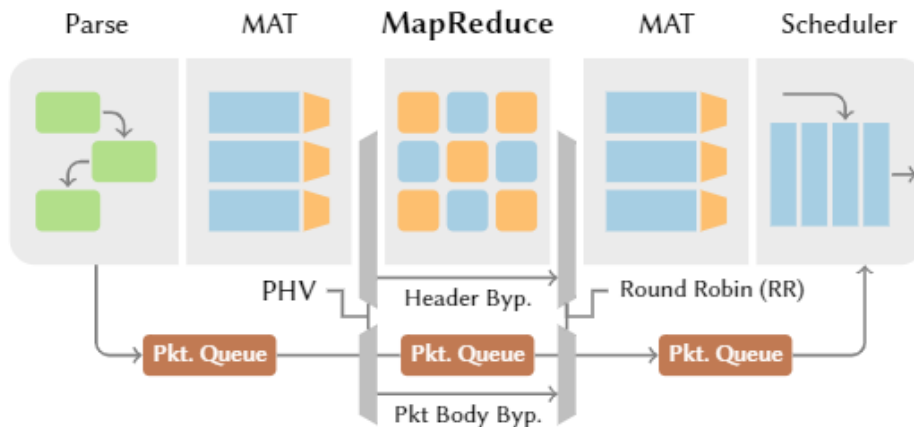 Parse
MAT
MapReduce
MAT
Scheduler
PHV
Header Byp.
Round Robin (RR)
Pkt. Queue
Pkt. Queue
Pkt. Queue
Pkt Body Byp.